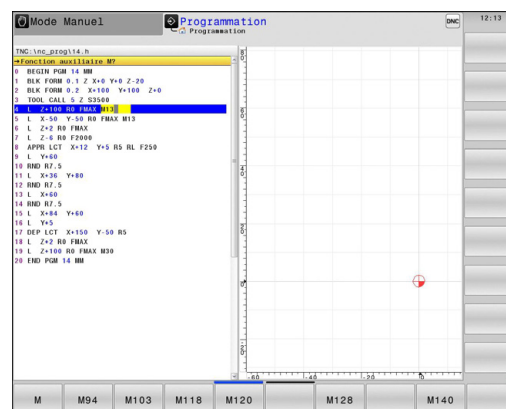 Mode Manuel
Programmation
Programmation
DNC
12:13
TNC:\nc_prog\14.h
→Fonction auxiliaire M?
0 BEGIN PGM 14 MM
1 BLK FORM 0.1 Z X+0 Y+0 Z-20
2 BLK FORM 0.2 X+100 Y+100 Z+0
3 TOOL CALL 5 Z S3500
4 L Z+100 R0 FMAX M13
5 L X-50 Y-50 R0 FMAX M13
6 L Z+2 R0 FMAX
7 L Z-6 R0 F2000
8 APPR LCT X+12 Y+5 R5 RL F250
9 L Y+60
10 RND R7.5
11 L X+36 Y+80
12 RND R7.5
13 L X+60
14 RND R7.5
15 L X+84 Y+60
16 L Y+5
17 DEP LCT X+150 Y-50 R5
18 L Z+2 R0 FMAX
19 L Z+100 R0 FMAX M30
20 END PGM 14 MM
80
60
40
20
0
-20
-60 -40 -20 0
M M94 M103 M118 M120 M128 M140